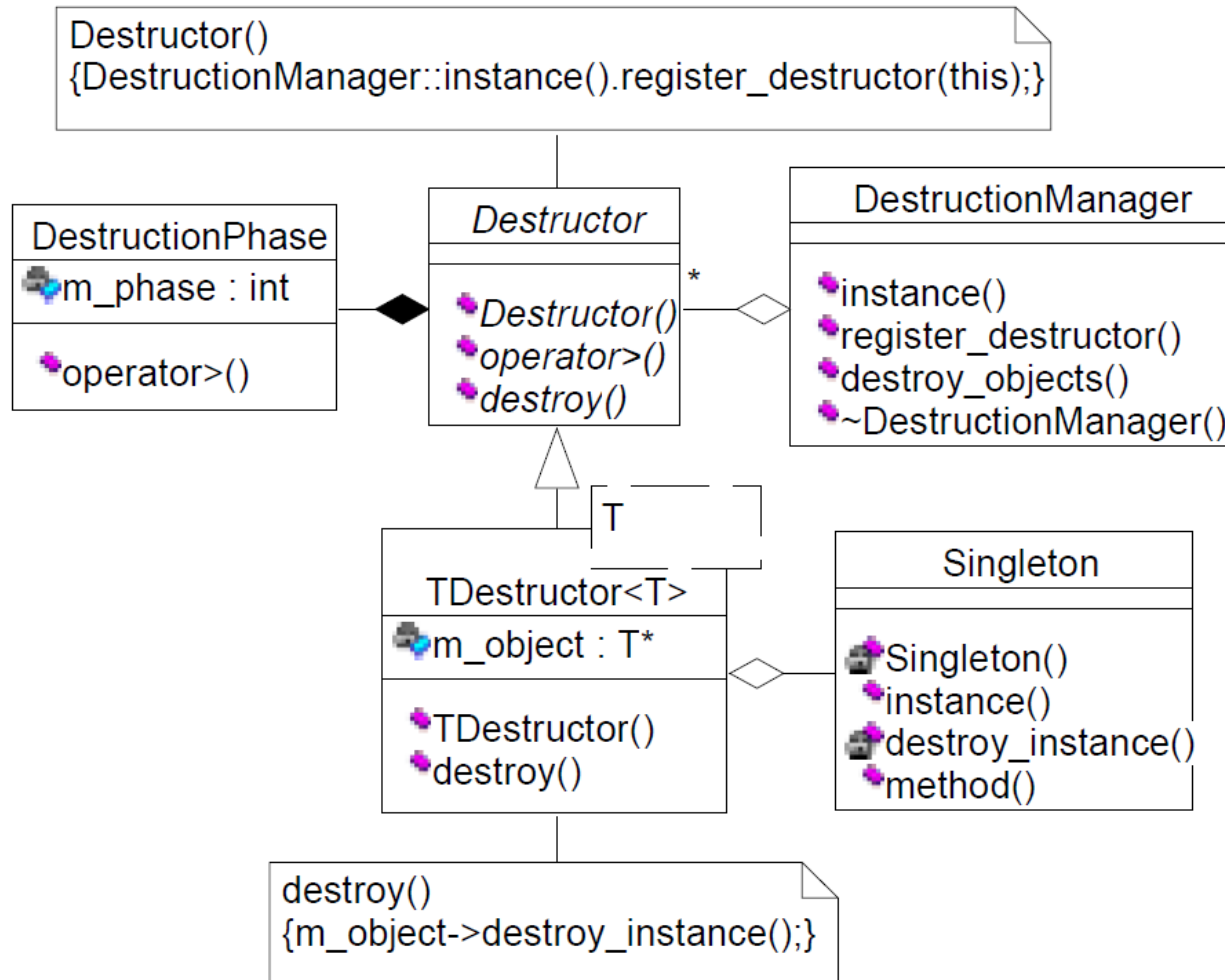 Destructor()
{DestructionManager::instance().register_destructor(this);}
DestructionPhase
m_phase : int
operator>()
Destructor
Destructor()
operator>()
destroy()
*
DestructionManager
instance()
register_destructor()
destroy_objects()
~DestructionManager()
T
TDestructor<T>
m_object : T*
TDestructor()
destroy()
Singleton
Singleton()
instance()
destroy_instance()
method()
destroy()
{m_object->destroy_instance();}